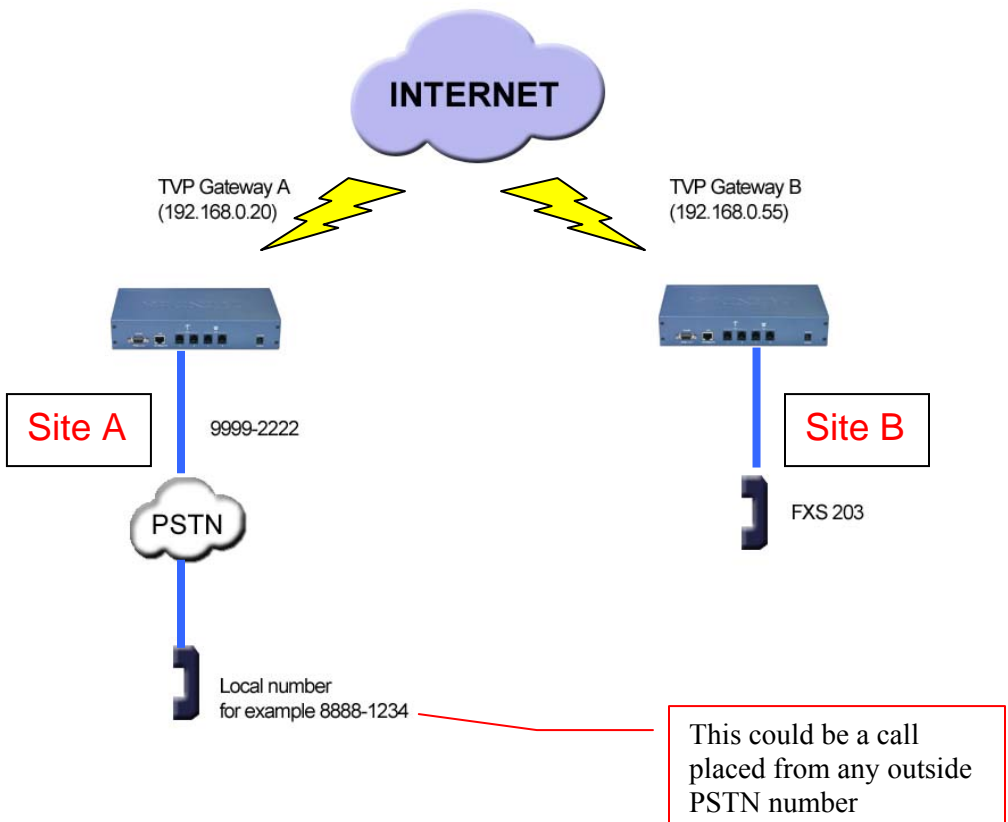 INTERNET
TVP Gateway A
(192.168.0.20)
TVP Gateway B
(192.168.0.55)
Site A
9999-2222
Site B
PSTN
FXS 203
Local number
for example 8888-1234
This could be a call
placed from any outside
PSTN number